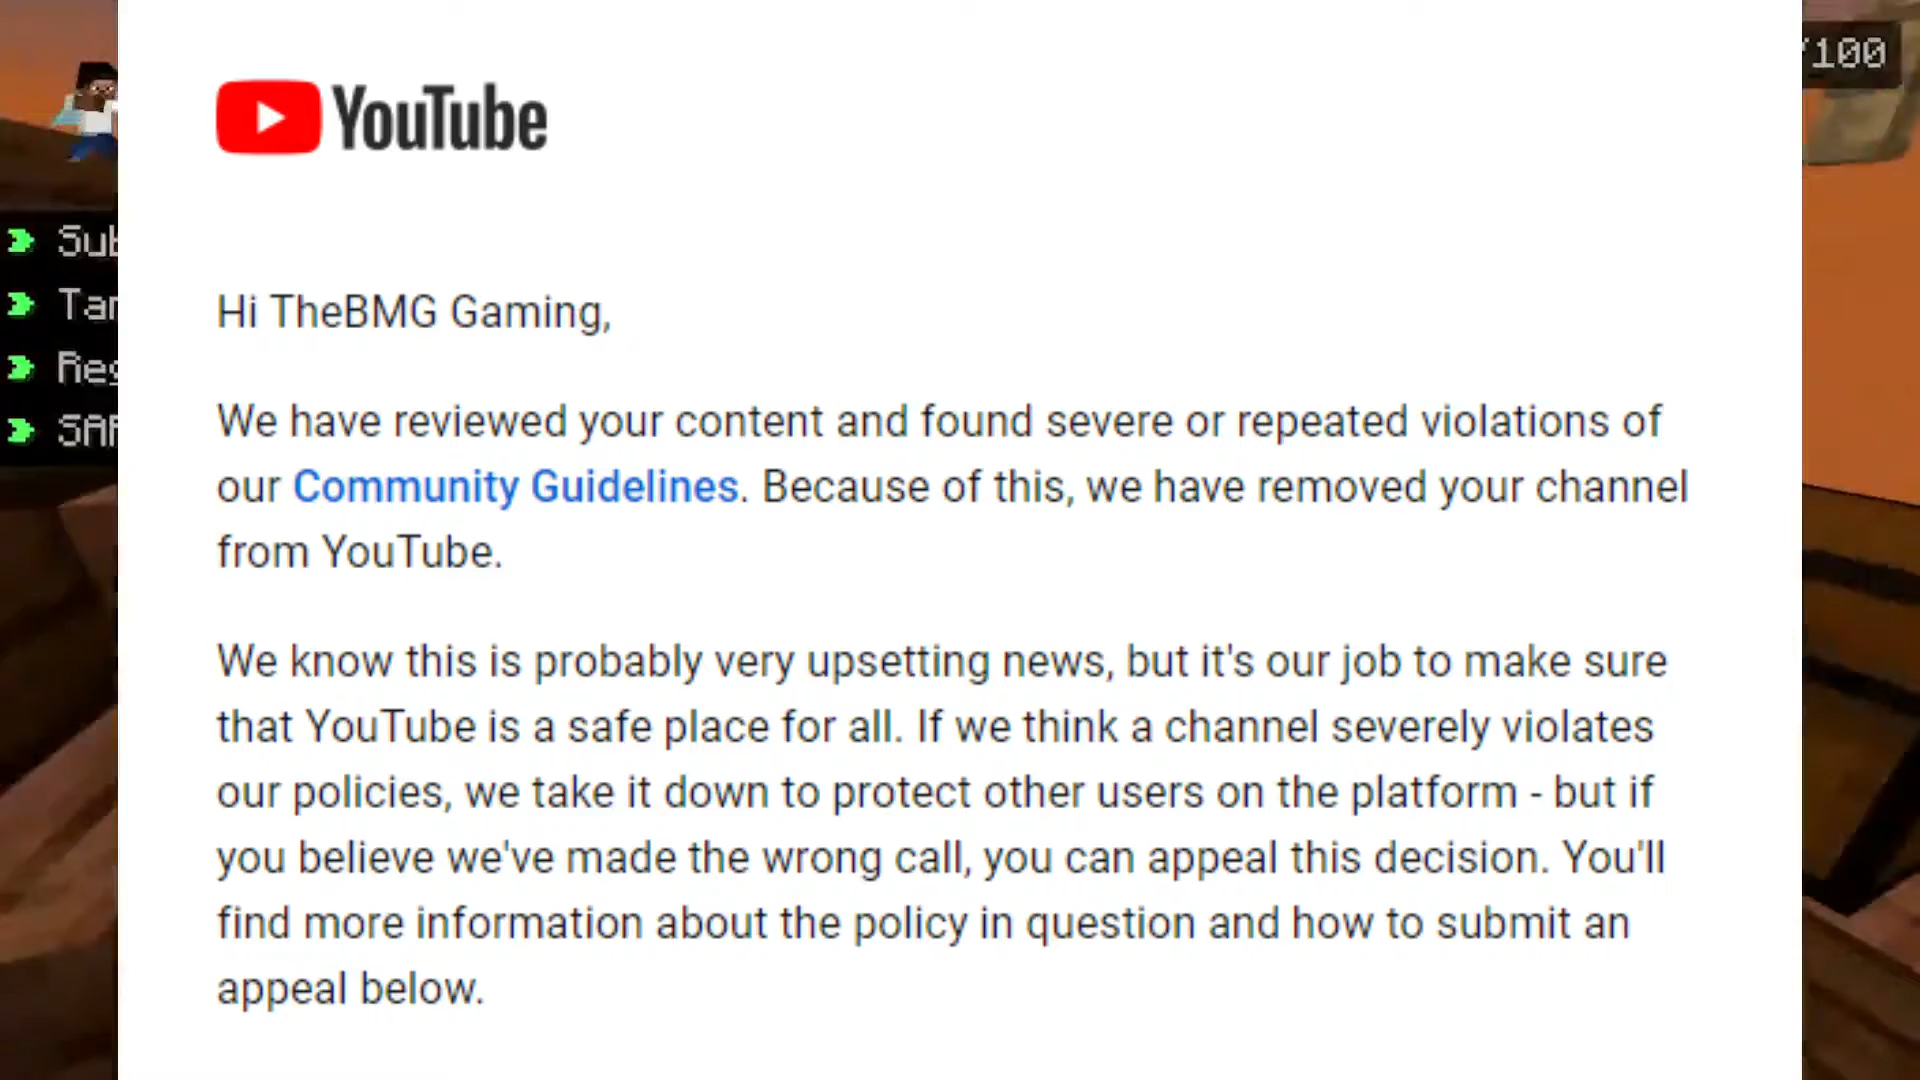 YouTube
/100
Hi TheBMG Gaming,
We have reviewed your content and found severe or repeated violations of
our Community Guidelines. Because of this, we have removed your channel
from YouTube.
We know this is probably very upsetting news, but it's our job to make sure
that YouTube is a safe place for all. If we think a channel severely violates
our policies, we take it down to protect other users on the platform - but if
you believe we've made the wrong call, you can appeal this decision. You'll
find more information about the policy in question and how to submit an
appeal below.